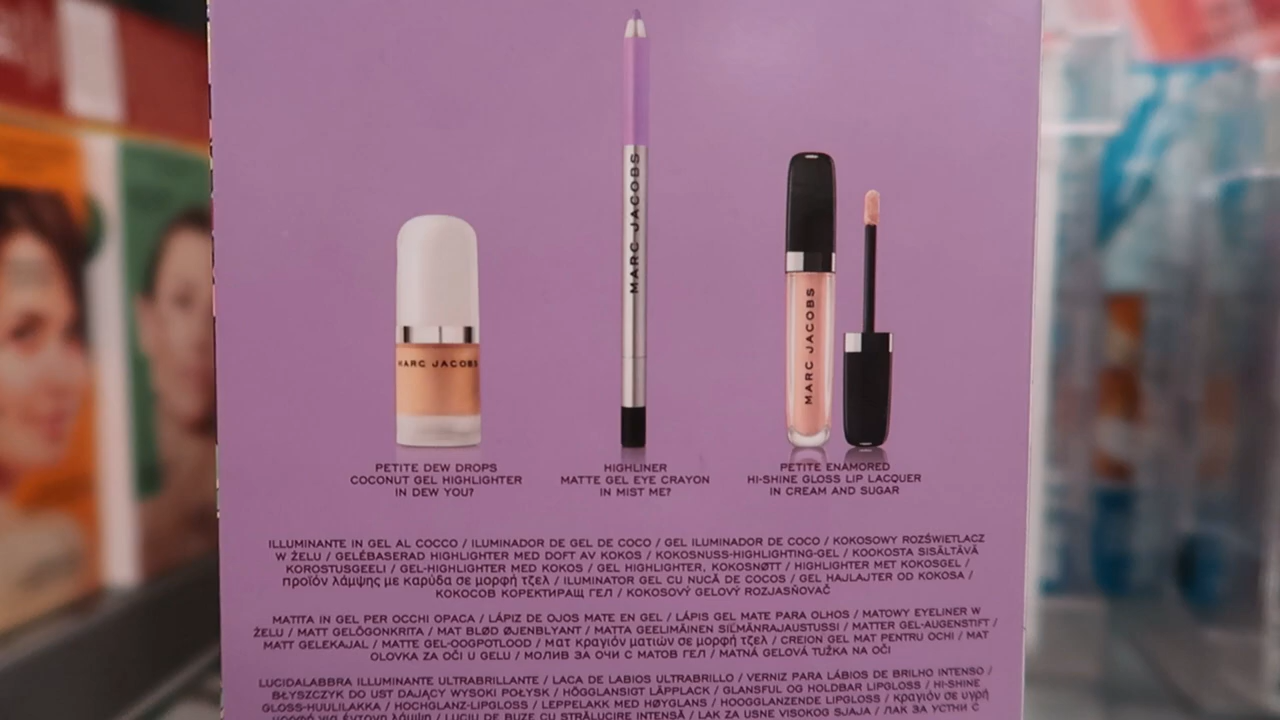 MARC JACOBS
MARC JACOBS
MARC JACOBS
PETITE DEW DROPS
COCONUT GEL HIGHLIGHTER
IN DEW YOU?
HIGHLINER
MATTE GEL EYE CRAYON
IN MIST ME?
PETITE ENAMORED
HI-SHINE GLOSS LIP LACQUER
IN CREAM AND SUGAR
ILLUMINANTE IN GEL AL COCCO / ILUMINADOR DE GEL DE COCO / GEL ILUMINADOR DE COCO / KOKOSOWY ROZŚWIETLACZ
W ŻELU / GELÉBASERAD HIGHLIGHTER MED DOFT AV KOKOS / KOKOSNUSS-HIGHLIGHTING-GEL / KOOKOSTA SISÄLTÄVÄ
KOROSTUSGEELI / GEL-HIGHLIGHTER MED KOKOS / GEL HIGHLIGHTER, KOKOSNØTT / HIGHLIGHTER MET KOKOSGEL /
προϊόν λάμψης με καρύδα σε μορφή τζελ / ILUMINATOR GEL CU NUCĂ DE COCOS / GEL HAJLAJTER OD KOKOSA /
КОКОСОВ КОРЕКТИРАЩ ГЕЛ / KOKOSOVÝ GELOVÝ ROZJASŇOVAČ
MATITA IN GEL PER OCCHI OPACA / LÁPIZ DE OJOS MATE EN GEL / LÁPIS GEL MATE PARA OLHOS / MATOWY EYELINER W
ŻELU / MATT GELÖGONKRITA / MAT BLØD ØJENBLYANT / MATTA GEELIMÄINEN SILMÄNRAJAUSTUSSI / MATTER GEL-AUGENSTIFT /
MATT GELEKAJAL / MATTE GEL-OOGPOTLOOD / ματ κραγιόν ματιών σε μορφή τζελ / CREION GEL MAT PENTRU OCHI / MAT
OLOVKA ZA OČI U GELU / МОЛИВ ЗА ОЧИ С МАТОВ ГЕЛ / MATNÁ GELOVÁ TUŽKA NA OČI
LUCIDALABBRA ILLUMINANTE ULTRABRILLANTE / LACA DE LABIOS ULTRABRILLO / VERNIZ PARA LÁBIOS DE BRILHO INTENSO /
BŁYSZCZYK DO UST DAJĄCY WYSOKI POŁYSK / HÖGGLANSIGT LÄPPLACK / GLANSFUL OG HOLDBAR LIPGLOSS / HI-SHINE
GLOSS-HUULILAKKA / HOCHGLANZ-LIPGLOSS / LEPPELAKK MED HØYGLANS / HOOGGLANZENDE LIPGLOSS / κραγιόν σε υγρή
μορφή για έντονη λάμψη / LUCIU DE BUZE CU STRĂLUCIRE INTENSĂ / LAK ZA USNE VISOKOG SJAJA / ЛАК ЗА УСТНИ С